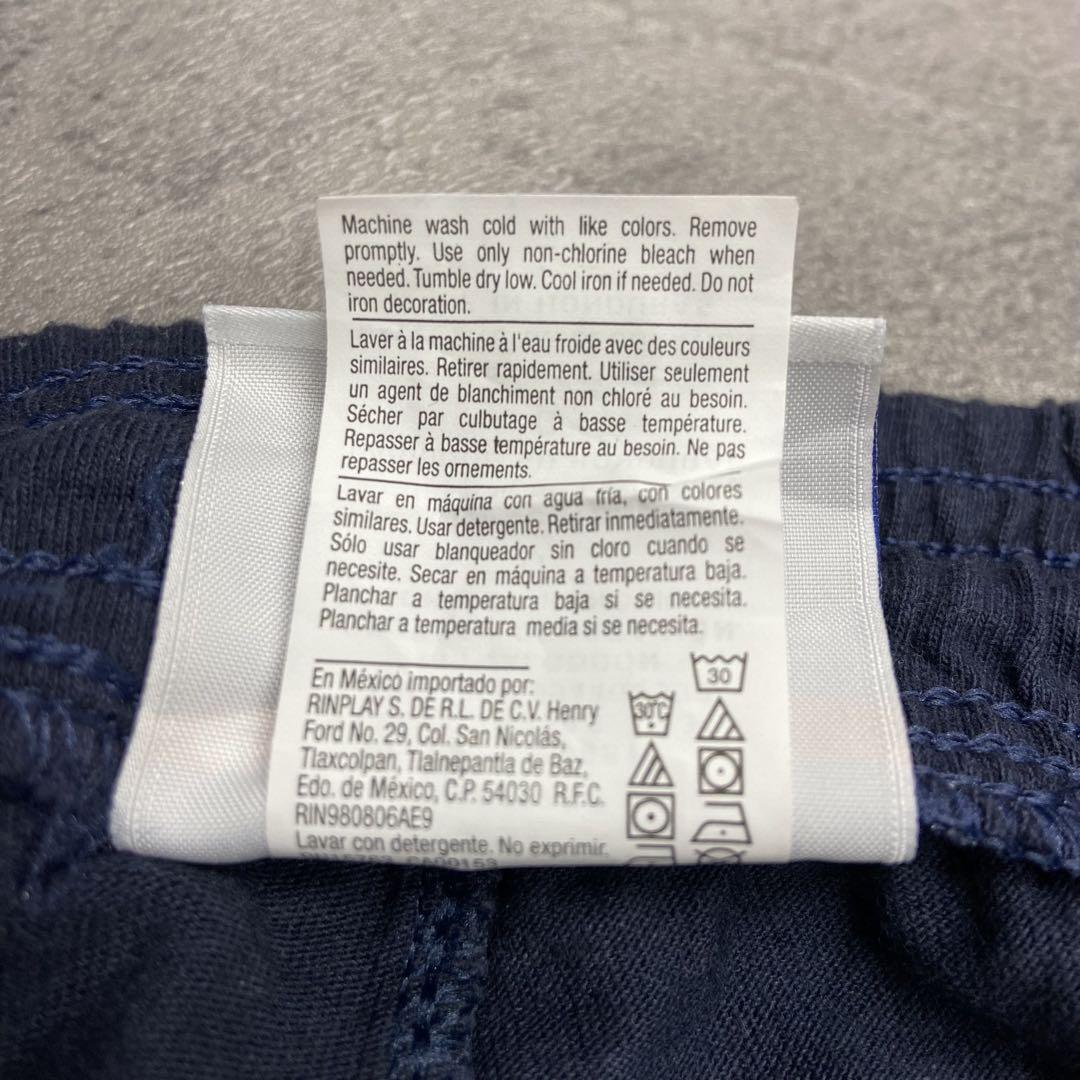 Machine wash cold with like colors. Remove
promptly. Use only non-chlorine bleach when
needed. Tumble dry low. Cool iron if needed. Do not
iron decoration.
Laver à la machine à l'eau froide avec des couleurs
similaires. Retirer rapidement. Utiliser seulement
un agent de blanchiment non chloré au besoin.
Sécher par culbutage à basse température.
Repasser à basse température au besoin. Ne pas
repasser les ornements.
Lavar en máquina con agua fría, con colores
similares. Usar detergente. Retirar inmediatamente.
Sólo usar blanqueador sin cloro cuando se
necesite. Secar en máquina a temperatura baja.
Planchar a temperatura baja si se necesita.
Planchar a temperatura media si se necesita.
En México importado por:
RINPLAY S. DE R.L. DE C.V. Henry
Ford No. 29, Col. San Nicolás,
Tlaxcolpan, Tlalnepantla de Baz,
Edo. de México, C.P. 54030 R.F.C.
RIN980806AE9
Lavar con detergente. No exprimir.
30
30°C